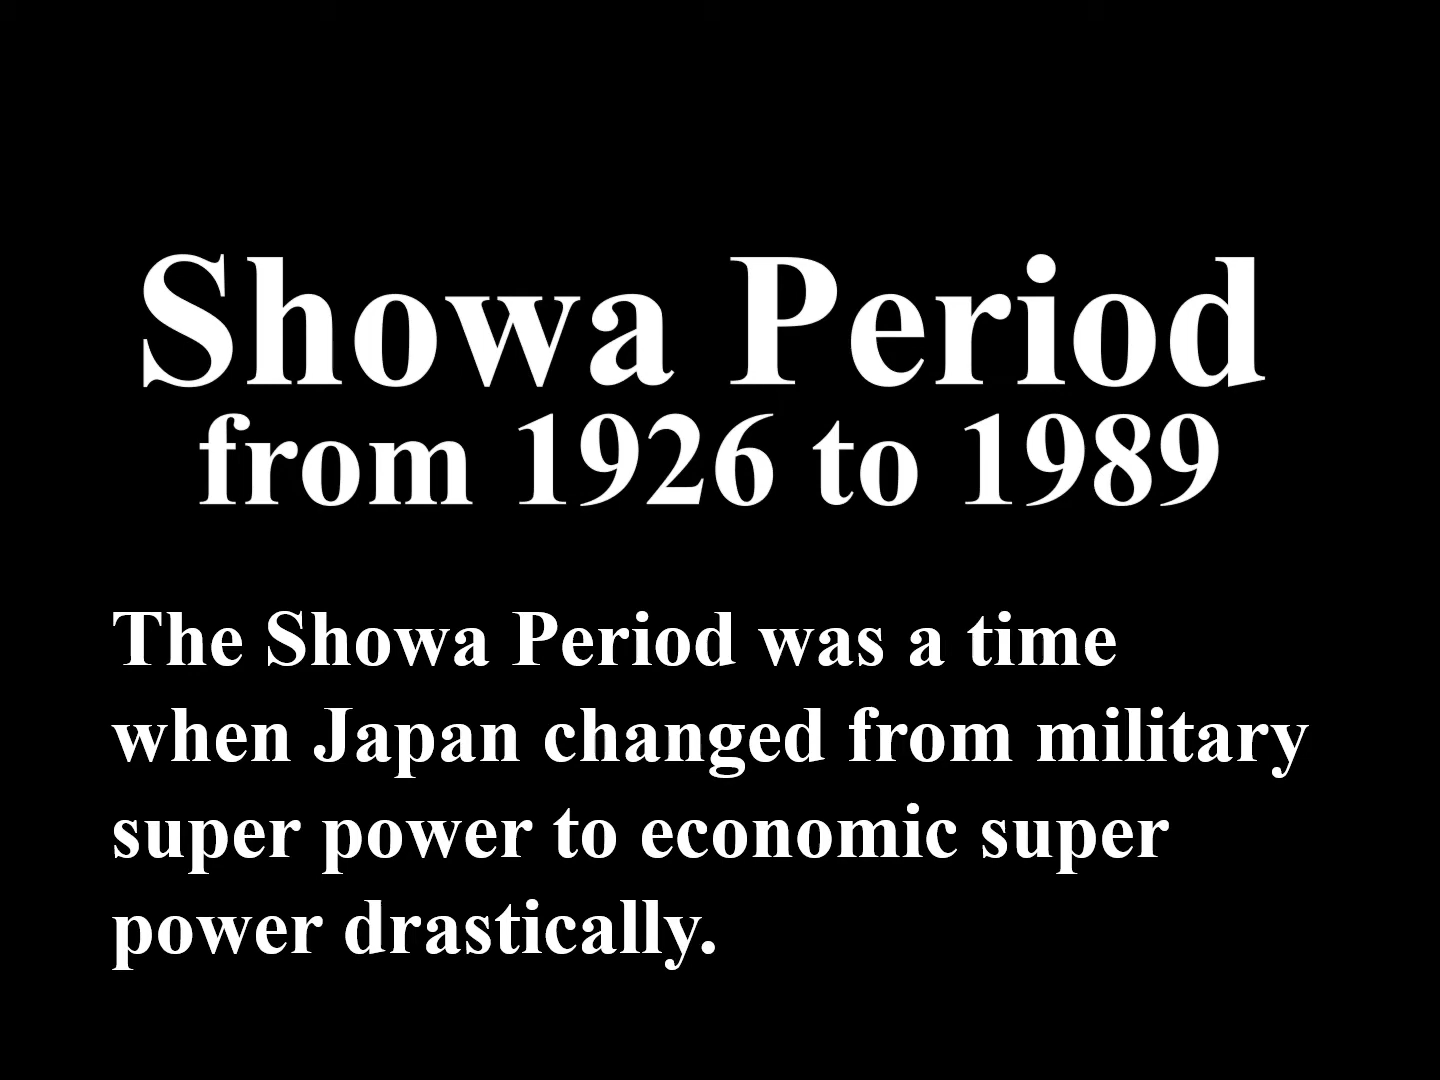 Showa Period
from 1926 to 1989
The Showa Period was a time
when Japan changed from military
super power to economic super
power drastically.